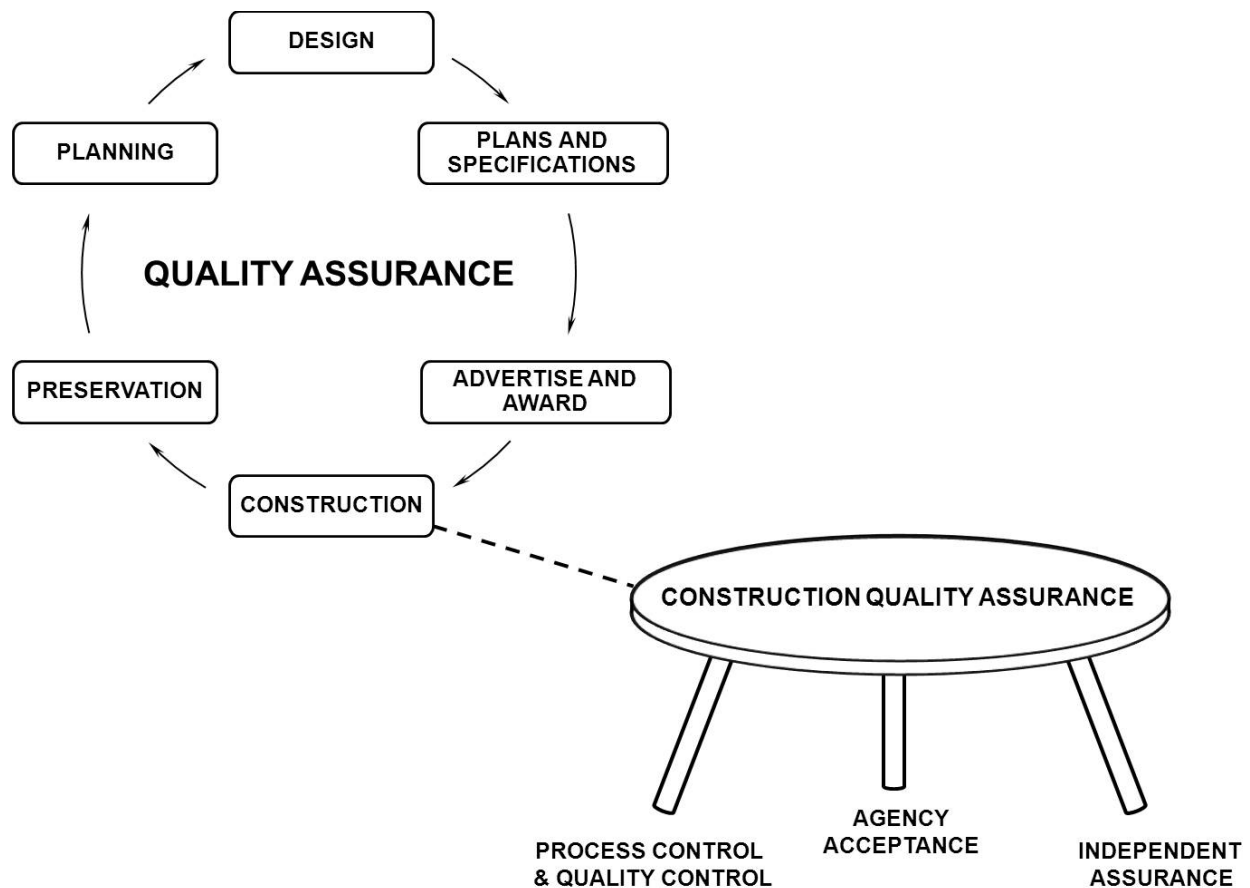 DESIGN
PLANNING
PLANS AND
SPECIFICATIONS
QUALITY ASSURANCE
PRESERVATION
ADVERTISE AND
AWARD
CONSTRUCTION
CONSTRUCTION QUALITY ASSURANCE
PROCESS CONTROL
& QUALITY CONTROL
AGENCY
ACCEPTANCE
INDEPENDENT
ASSURANCE